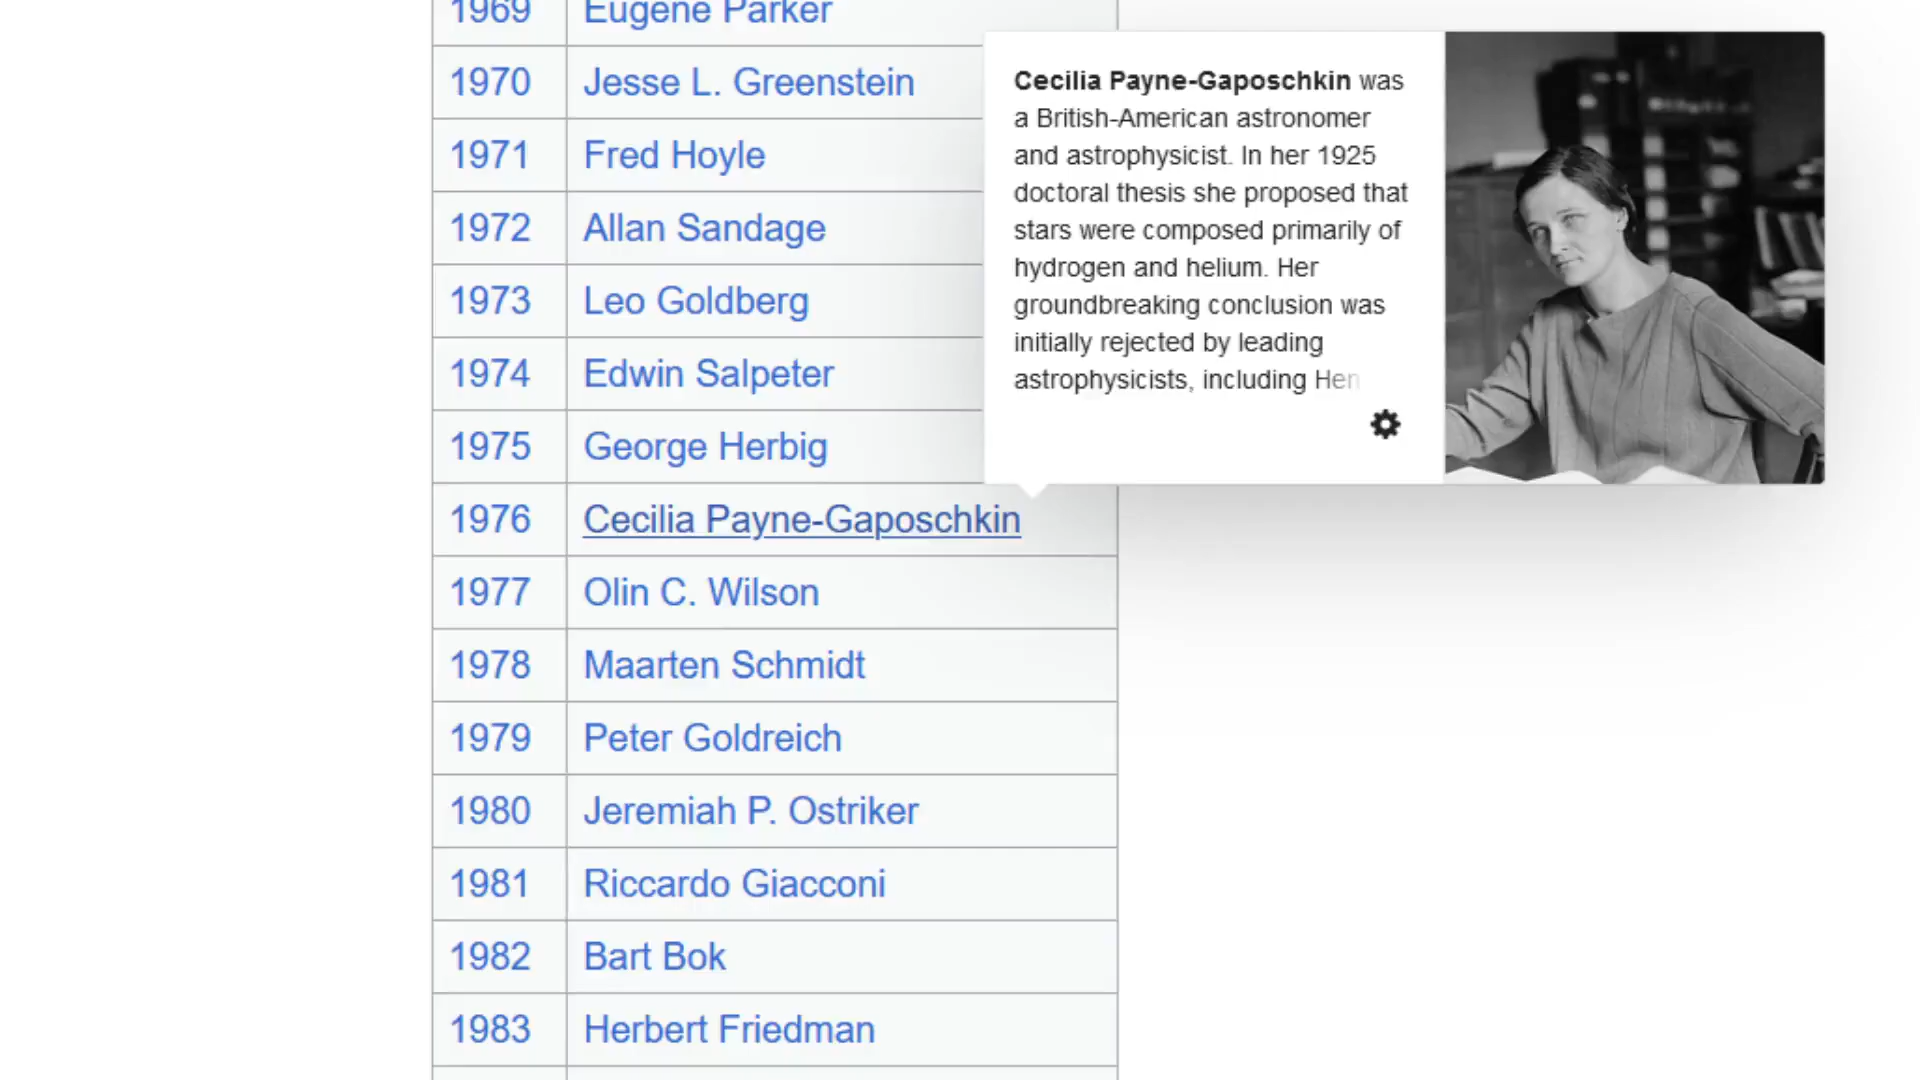 1969 Eugene Parker
1970 Jesse L. Greenstein
1971 Fred Hoyle
1972 Allan Sandage
1973 Leo Goldberg
1974 Edwin Salpeter
1975 George Herbig
1976 Cecilia Payne-Gaposchkin
1977 Olin C. Wilson
1978 Maarten Schmidt
1979 Peter Goldreich
1980 Jeremiah P. Ostriker
1981 Riccardo Giacconi
1982 Bart Bok
1983 Herbert Friedman
Cecilia Payne-Gaposchkin was
a British-American astronomer
and astrophysicist. In her 1925
doctoral thesis she proposed that
stars were composed primarily of
hydrogen and helium. Her
groundbreaking conclusion was
initially rejected by leading
astrophysicists, including Hen